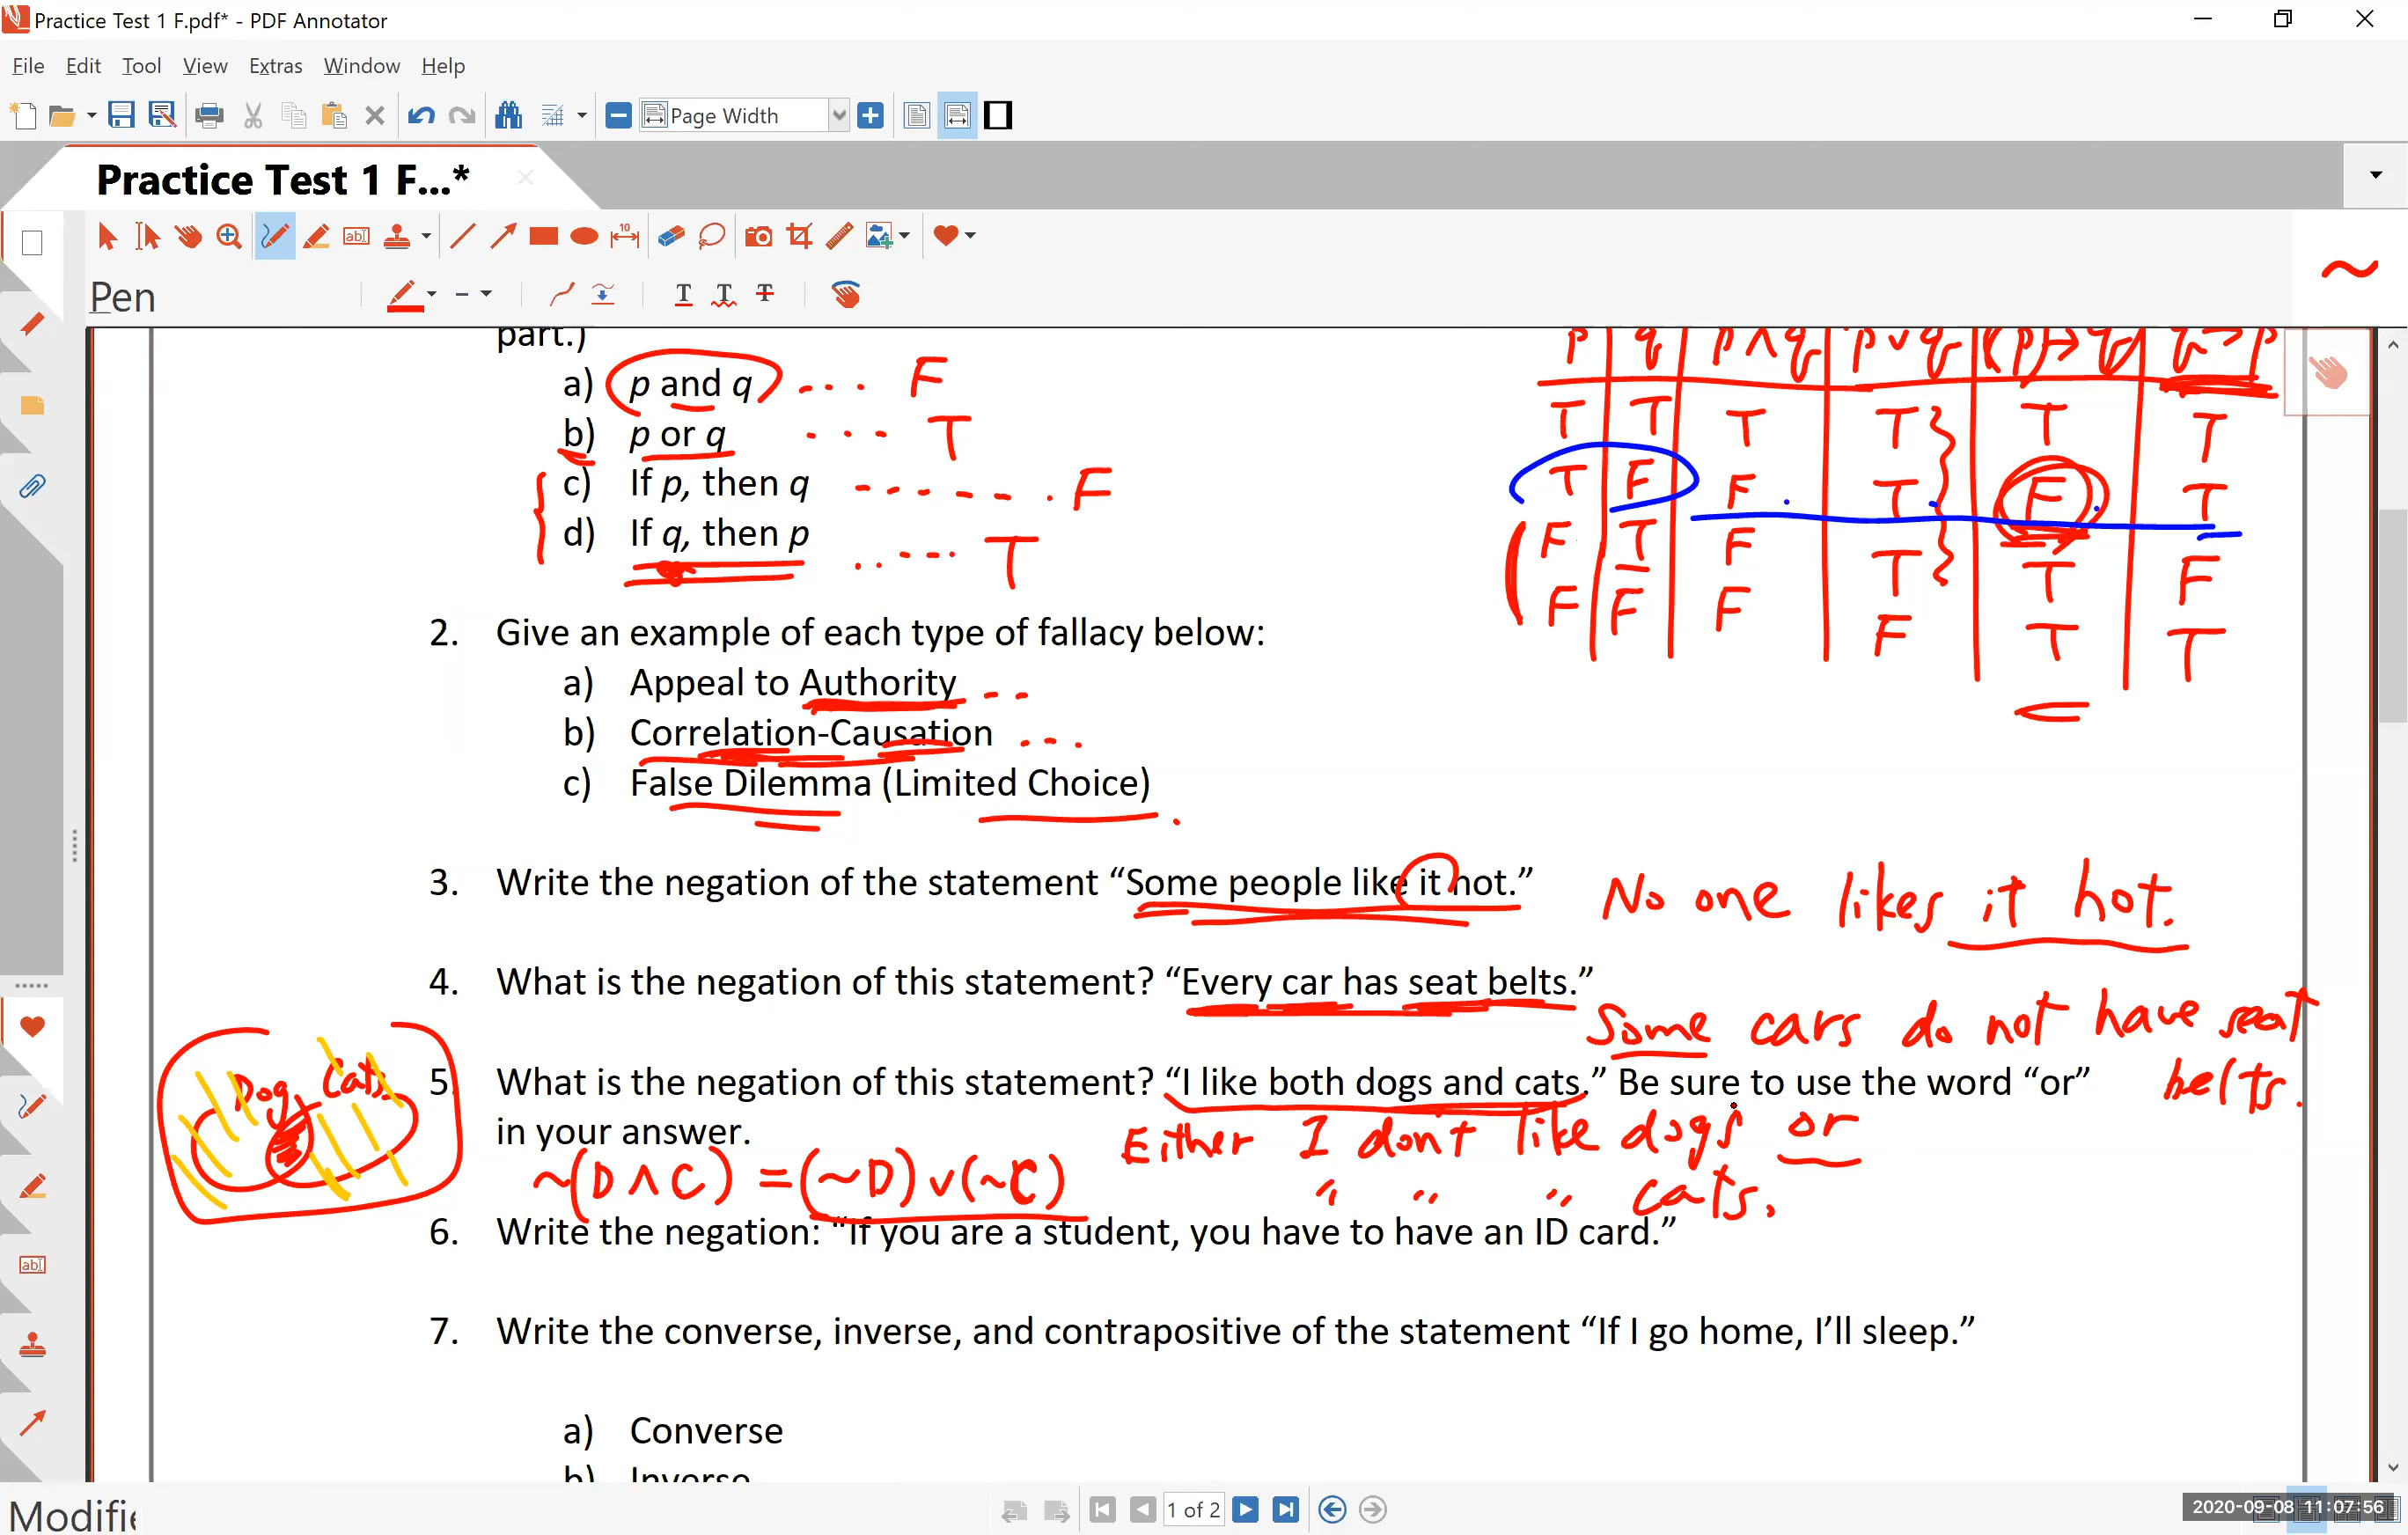 Practice Test 1 F.pdf* - PDF Annotator
File Edit Tool View Extras Window Help
Page Width
Practice Test 1 F...*
10
Pen
~
part.)
p q p ∧ q p ∨ q (p → q) q → p
a) p and q ... F
T T T T T T
b) p or q ... T
T F F T F T
c) If p, then q F
F T F T T F
d) If q, then p T
F F F F T T
2. Give an example of each type of fallacy below:
a) Appeal to Authority
b) Correlation-Causation
c) False Dilemma (Limited Choice)
3. Write the negation of the statement “Some people like it hot.” No one likes it hot.
4. What is the negation of this statement? “Every car has seat belts.”
Some cars do not have seat
belts.
Dog Cats
5. What is the negation of this statement? “I like both dogs and cats.” Be sure to use the word “or”
in your answer. Either I don't like dogs or
~(D ∧ C) = (~D) ∨ (~C) " " " cats.
6. Write the negation: “If you are a student, you have to have an ID card.”
7. Write the converse, inverse, and contrapositive of the statement “If I go home, I’ll sleep.”
a) Converse
b) Inverse
Modifie
1 of 2
2020-09-08 11:07:56